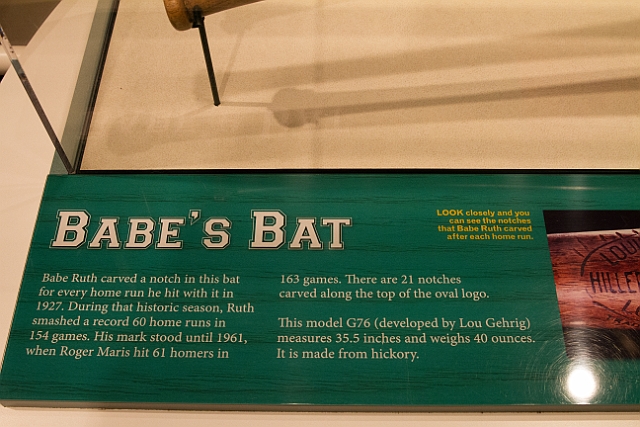 BABE'S BAT
LOOK closely and you
can see the notches
that Babe Ruth carved
after each home run.
Babe Ruth carved a notch in this bat
for every home run he hit with it in
1927. During that historic season, Ruth
smashed a record 60 home runs in
154 games. His mark stood until 1961,
when Roger Maris hit 61 homers in
163 games. There are 21 notches
carved along the top of the oval logo.
This model G76 (developed by Lou Gehrig)
measures 35.5 inches and weighs 40 ounces.
It is made from hickory.